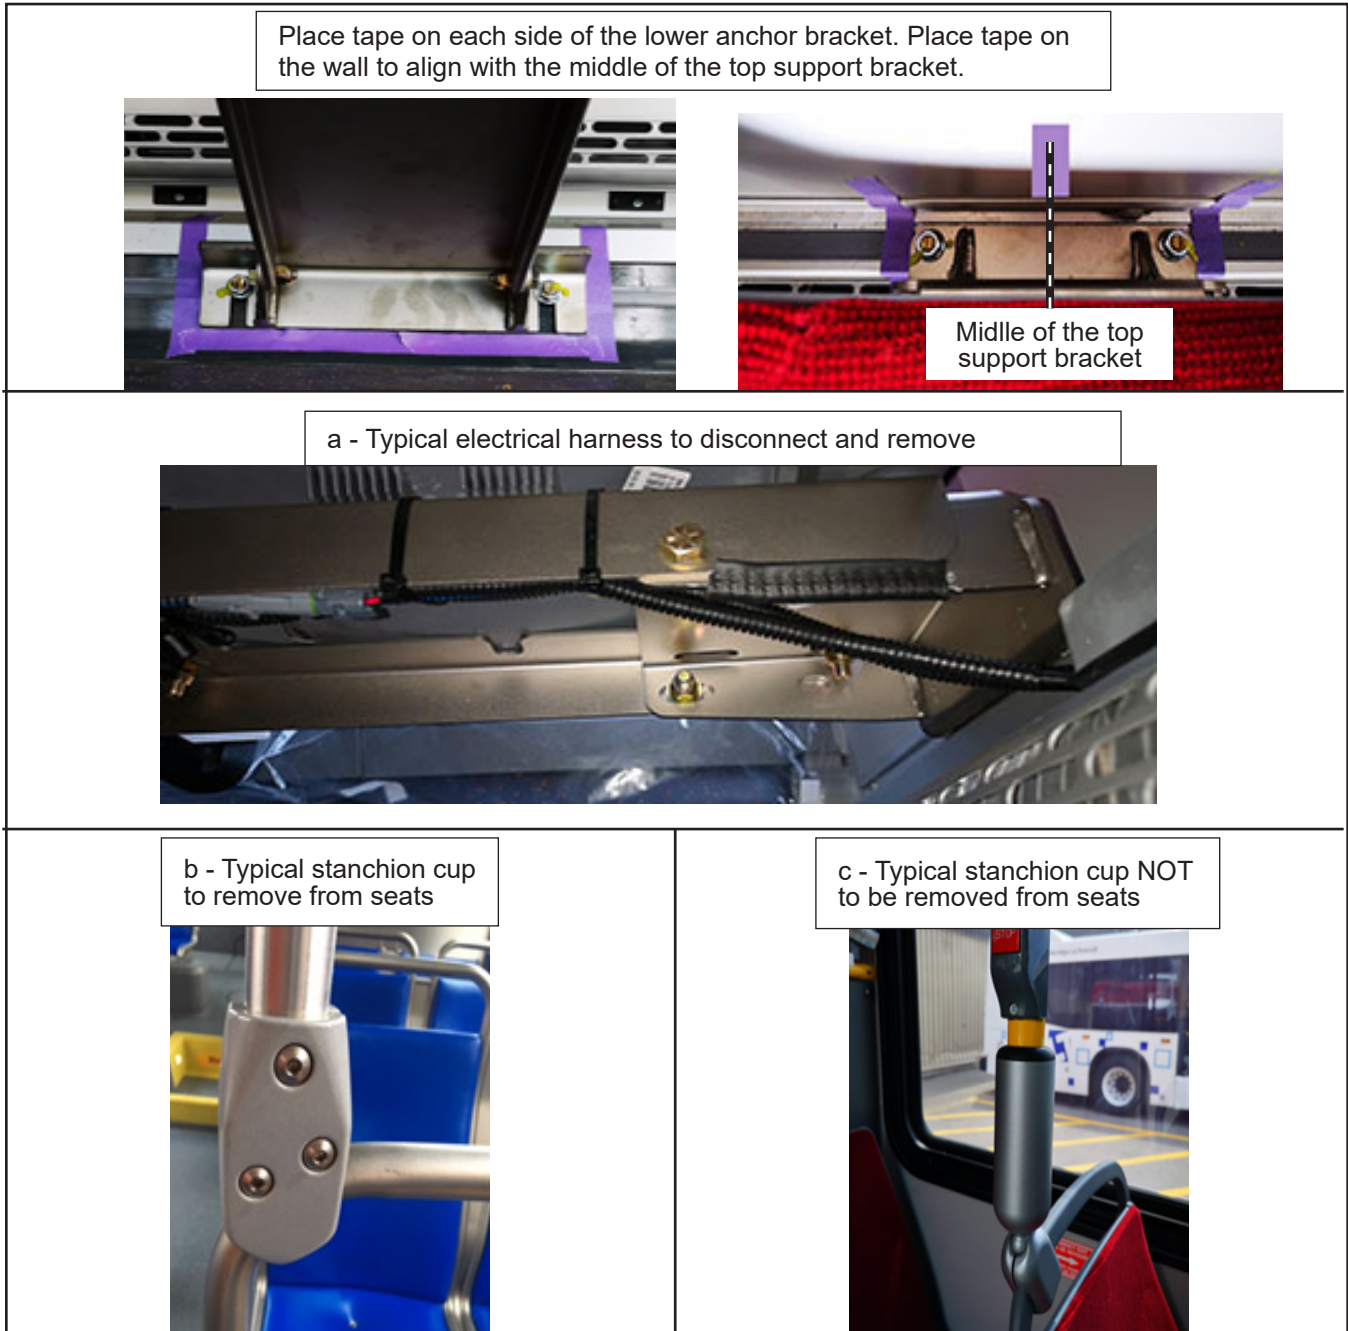 Place tape on each side of the lower anchor bracket. Place tape on
the wall to align with the middle of the top support bracket.
Midlle of the top
support bracket
a - Typical electrical harness to disconnect and remove
b - Typical stanchion cup
to remove from seats
c - Typical stanchion cup NOT
to be removed from seats
STOP